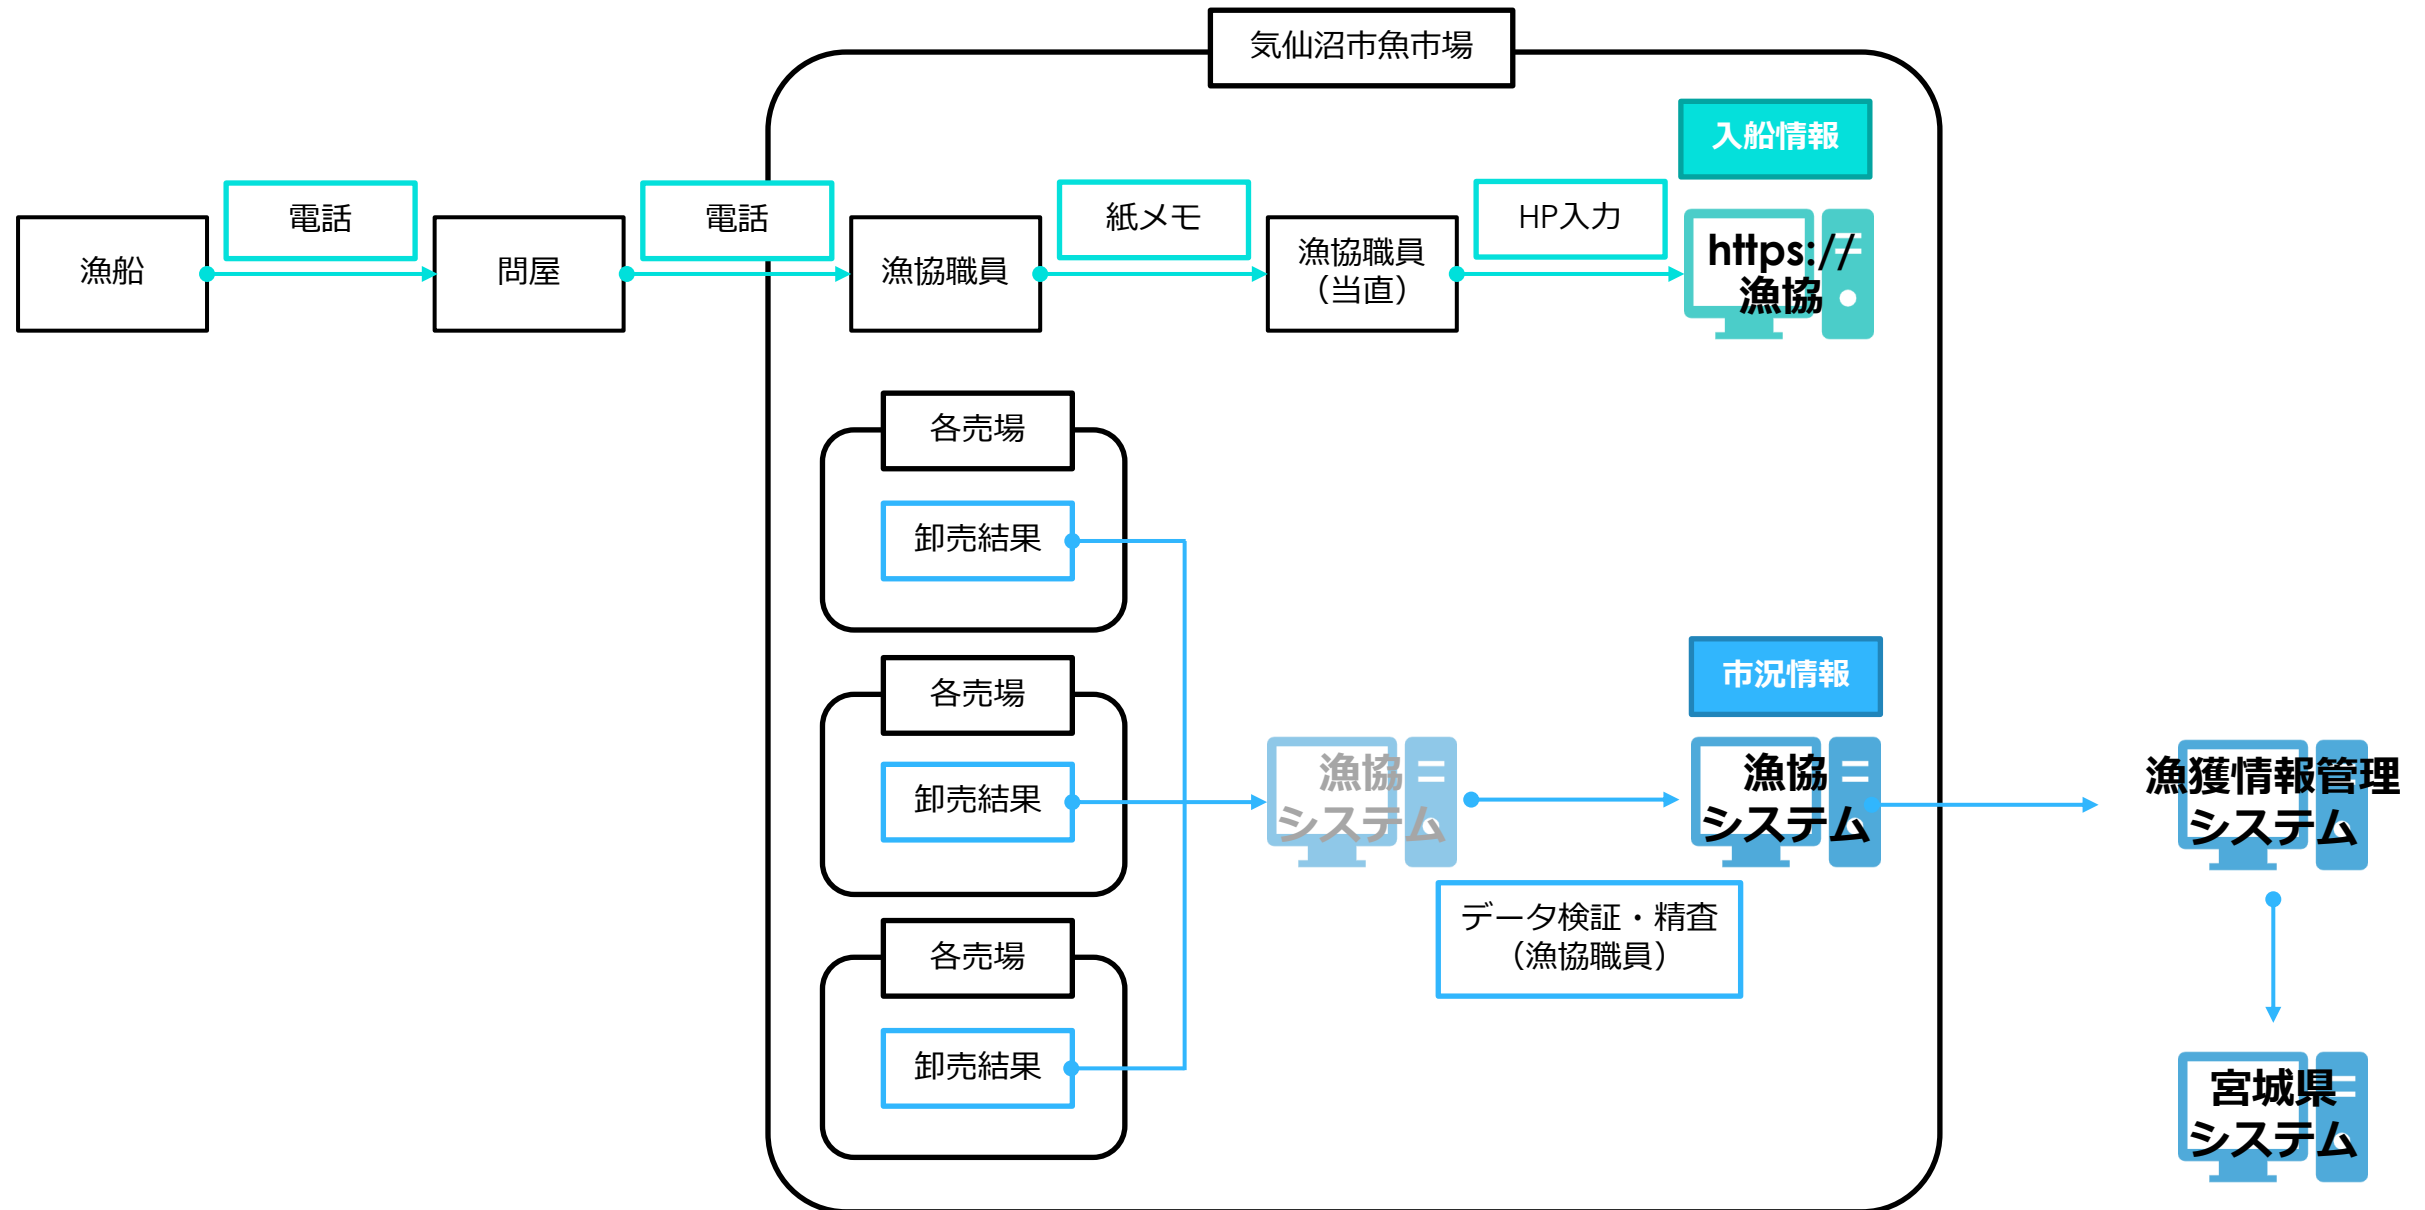 気仙沼市魚市場
入船情報
電話
電話
紙メモ
HP入力
漁船
問屋
漁協職員
漁協職員
（当直）
https://
漁協
各売場
卸売結果
各売場
卸売結果
各売場
卸売結果
市況情報
漁協
システム
漁協
システム
データ検証・精査
（漁協職員）
漁獲情報管理
システム
宮城県
システム